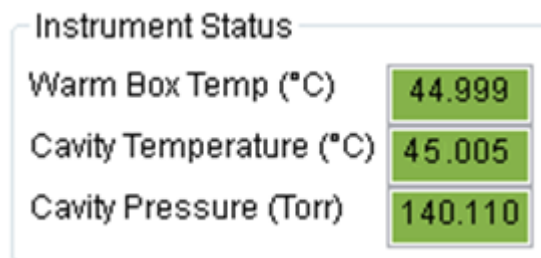 Instrument Status
Warm Box Temp (°C) 44.999
Cavity Temperature (°C) 45.005
Cavity Pressure (Torr) 140.110